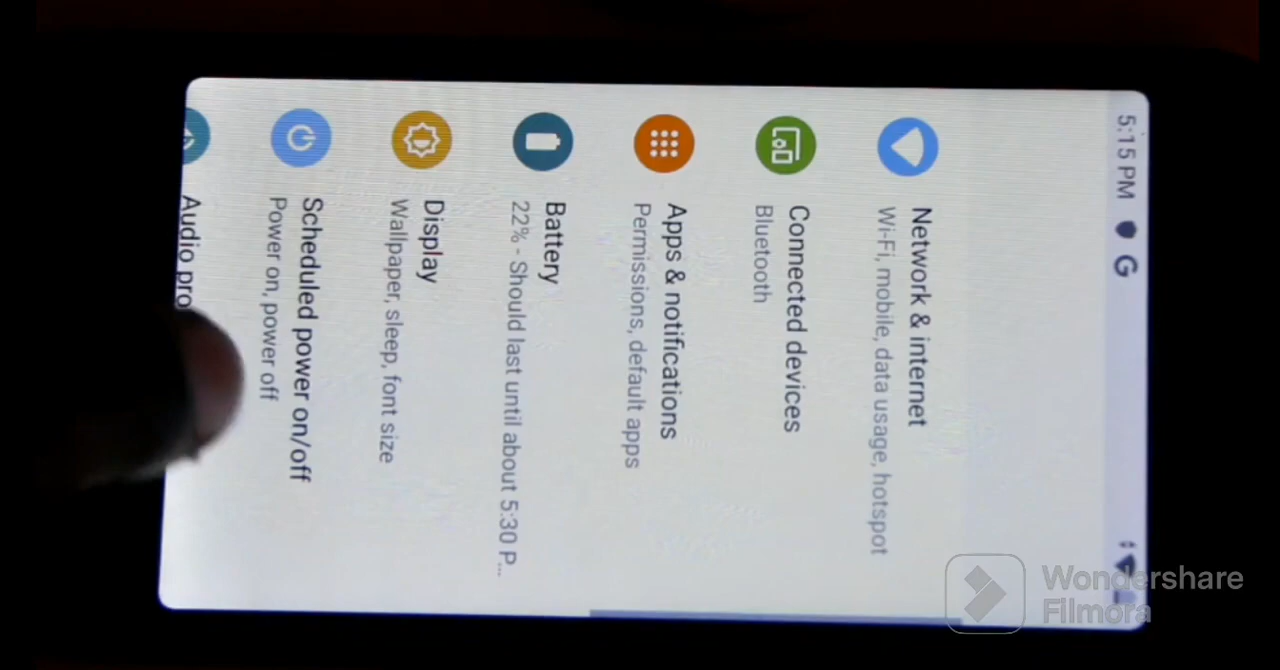 5:15 PM G
Network & internet
Wi-Fi, mobile, data usage, hotspot
Connected devices
Bluetooth
Apps & notifications
Permissions, default apps
Battery
22% - Should last until about 5:30 P...
Display
Wallpaper, sleep, font size
Scheduled power on/off
Power on, power off
Audio pro
Wondershare
Filmora